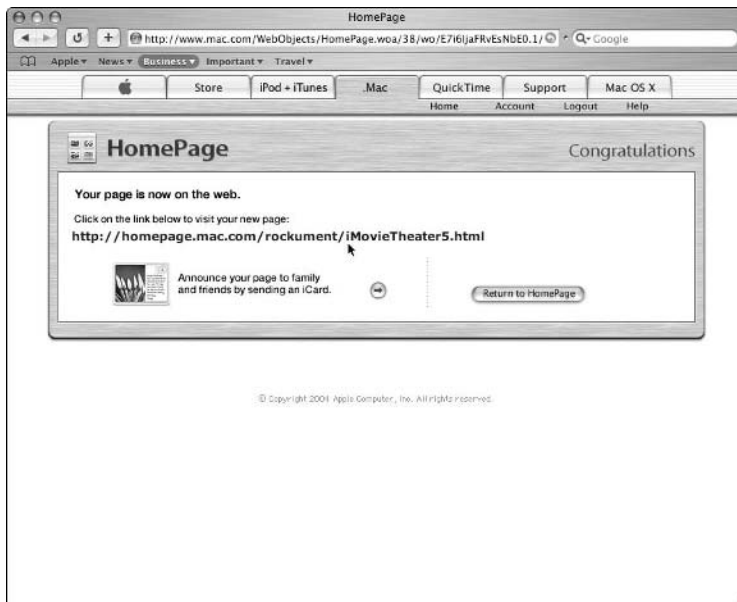 HomePage
http://www.mac.com/WebObjects/HomePage.woa/38/wo/E7i6IjaFRvEsNbE0.1/ Google
Apple News Business Important Travel
Store iPod + iTunes .Mac QuickTime Support Mac OS X
Home Account Logout Help
HomePage Congratulations
Your page is now on the web.
Click on the link below to visit your new page:
http://homepage.mac.com/rockument/iMovieTheater5.html
Announce your page to family
and friends by sending an iCard.
Return to HomePage
© Copyright 2004 Apple Computer, Inc. All rights reserved.